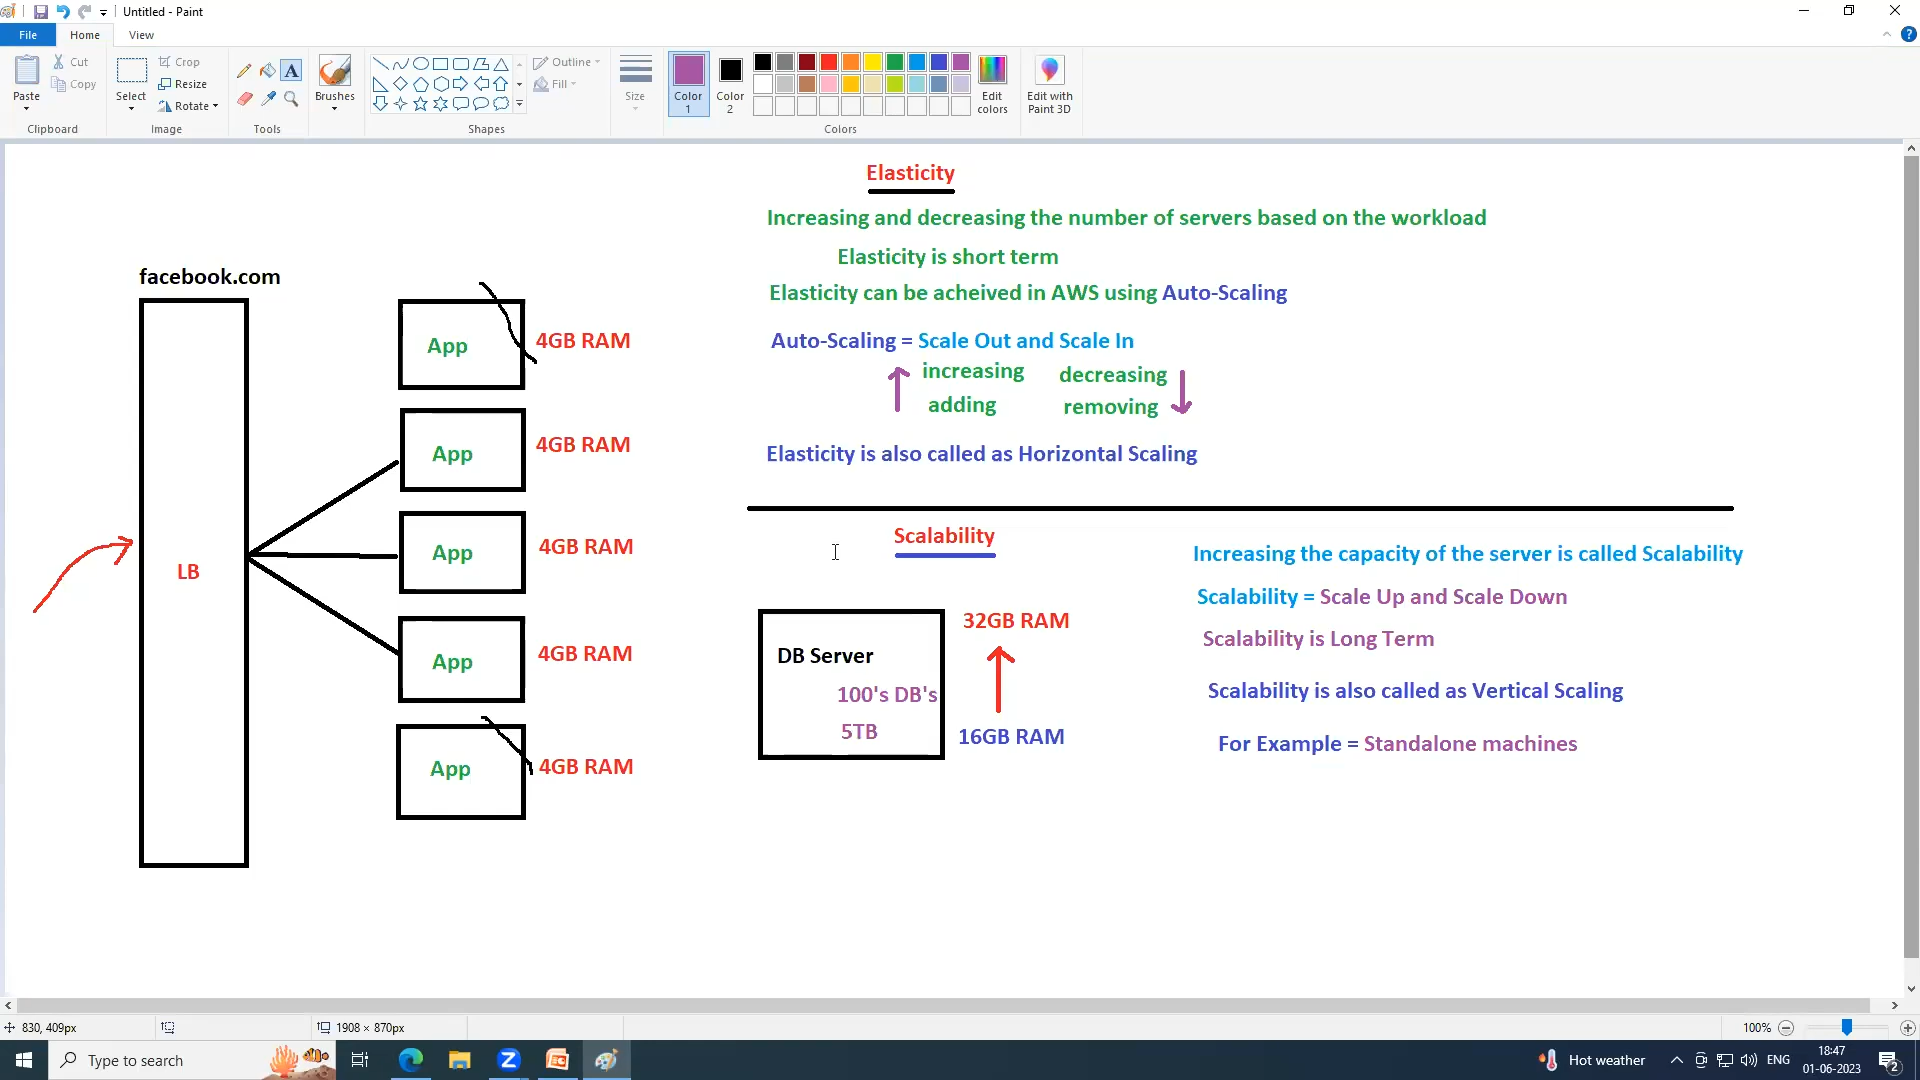 Untitled - Paint
File
Home
View
Paste
Cut
Copy
Clipboard
Select
Crop
Resize
Rotate
Image
A
Tools
Brushes
Outline
Fill
Shapes
Size
Color
1
Color
2
Edit
colors
Edit with
Paint 3D
Colors
facebook.com
LB
App
4GB RAM
App
4GB RAM
App
4GB RAM
App
4GB RAM
App
4GB RAM
Elasticity
Increasing and decreasing the number of servers based on the workload
Elasticity is short term
Elasticity can be acheived in AWS using Auto-Scaling
Auto-Scaling = Scale Out and Scale In
increasing
decreasing
adding
removing
Elasticity is also called as Horizontal Scaling
Scalability
DB Server
100's DB's
5TB
32GB RAM
16GB RAM
Increasing the capacity of the server is called Scalability
Scalability = Scale Up and Scale Down
Scalability is Long Term
Scalability is also called as Vertical Scaling
For Example = Standalone machines
830, 409px
1908 × 870px
100%
Type to search
Hot weather
ENG
18:47
01-06-2023
2